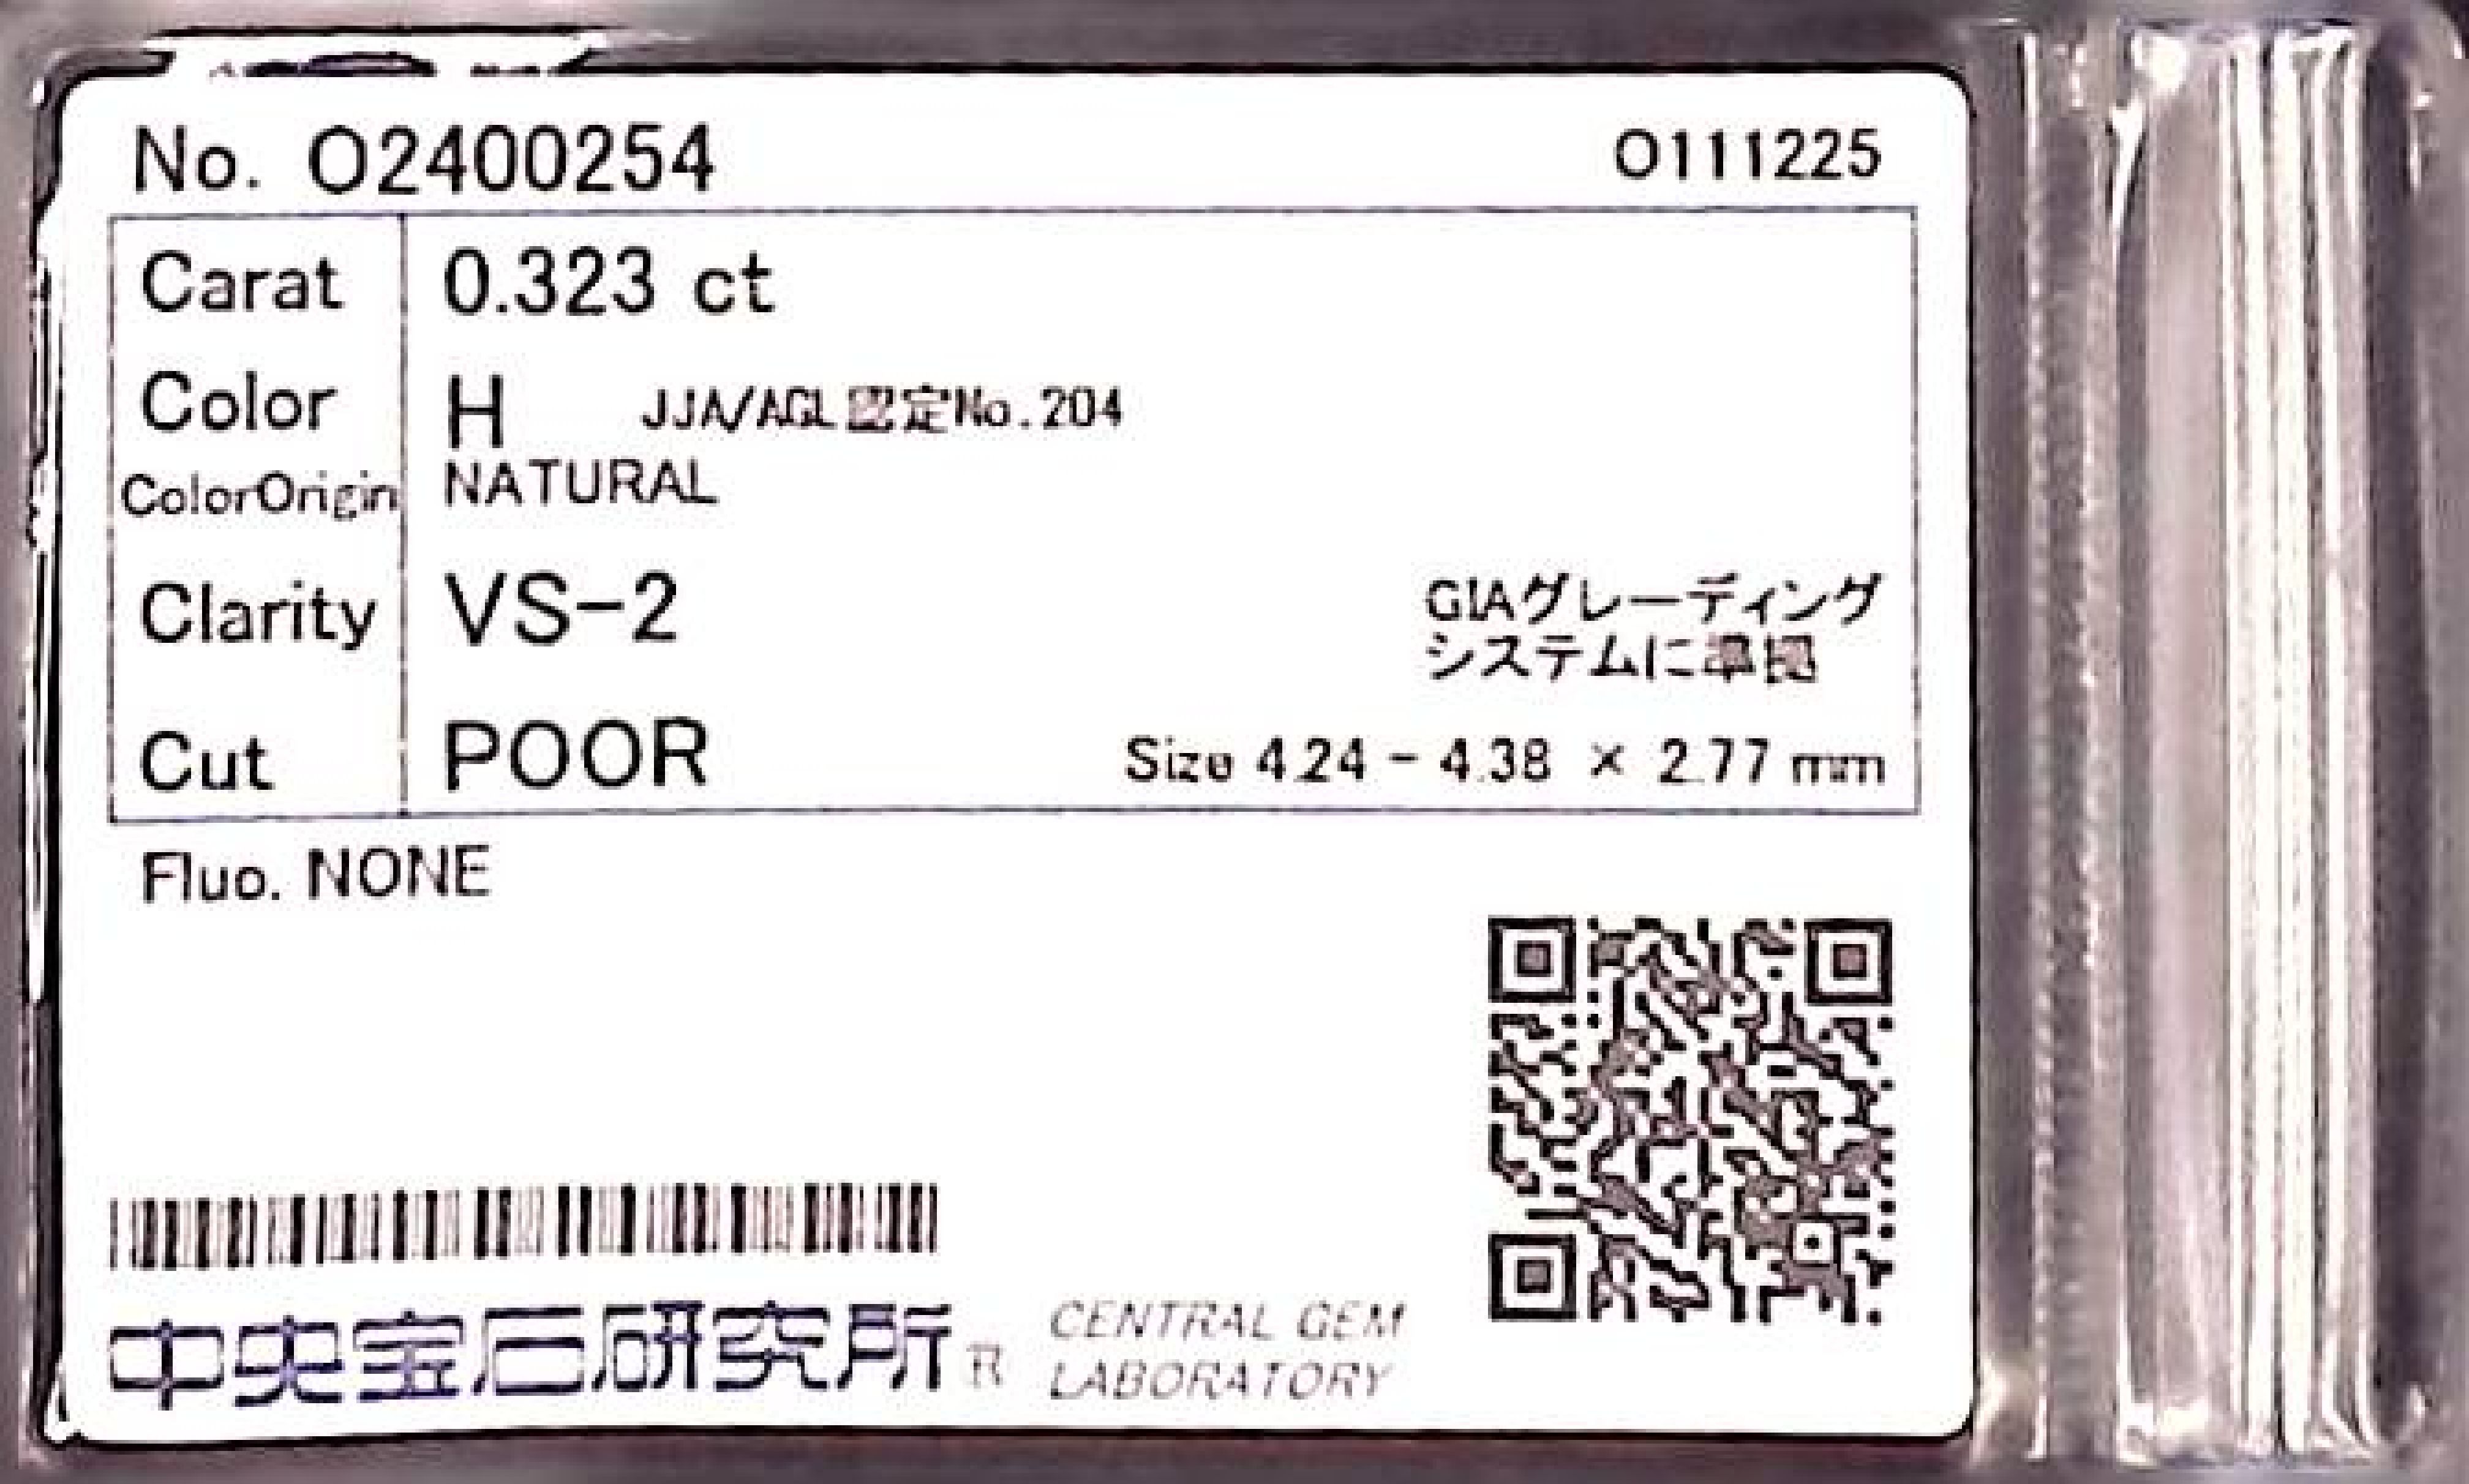 No. O2400254 O111225
Carat 0.323 ct
Color H JJA/AGL認定No.204
ColorOrigin NATURAL
Clarity VS-2 GIAグレーディング
システムに準拠
Cut POOR Size 4.24 - 4.38 × 2.77 mm
Fluo. NONE
中央宝石研究所 R CENTRAL GEM
LABORATORY